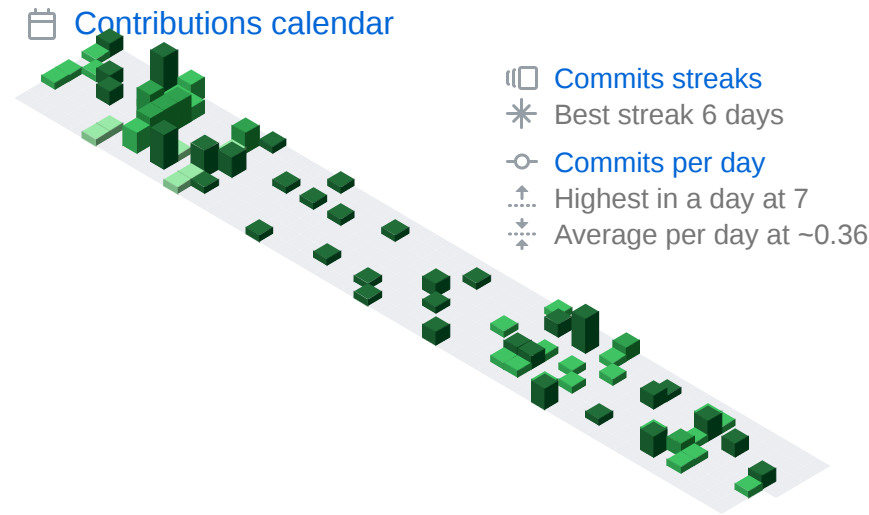 Contributions calendar
Commits streaks
Best streak 6 days
Commits per day
Highest in a day at 7
Average per day at ~0.36